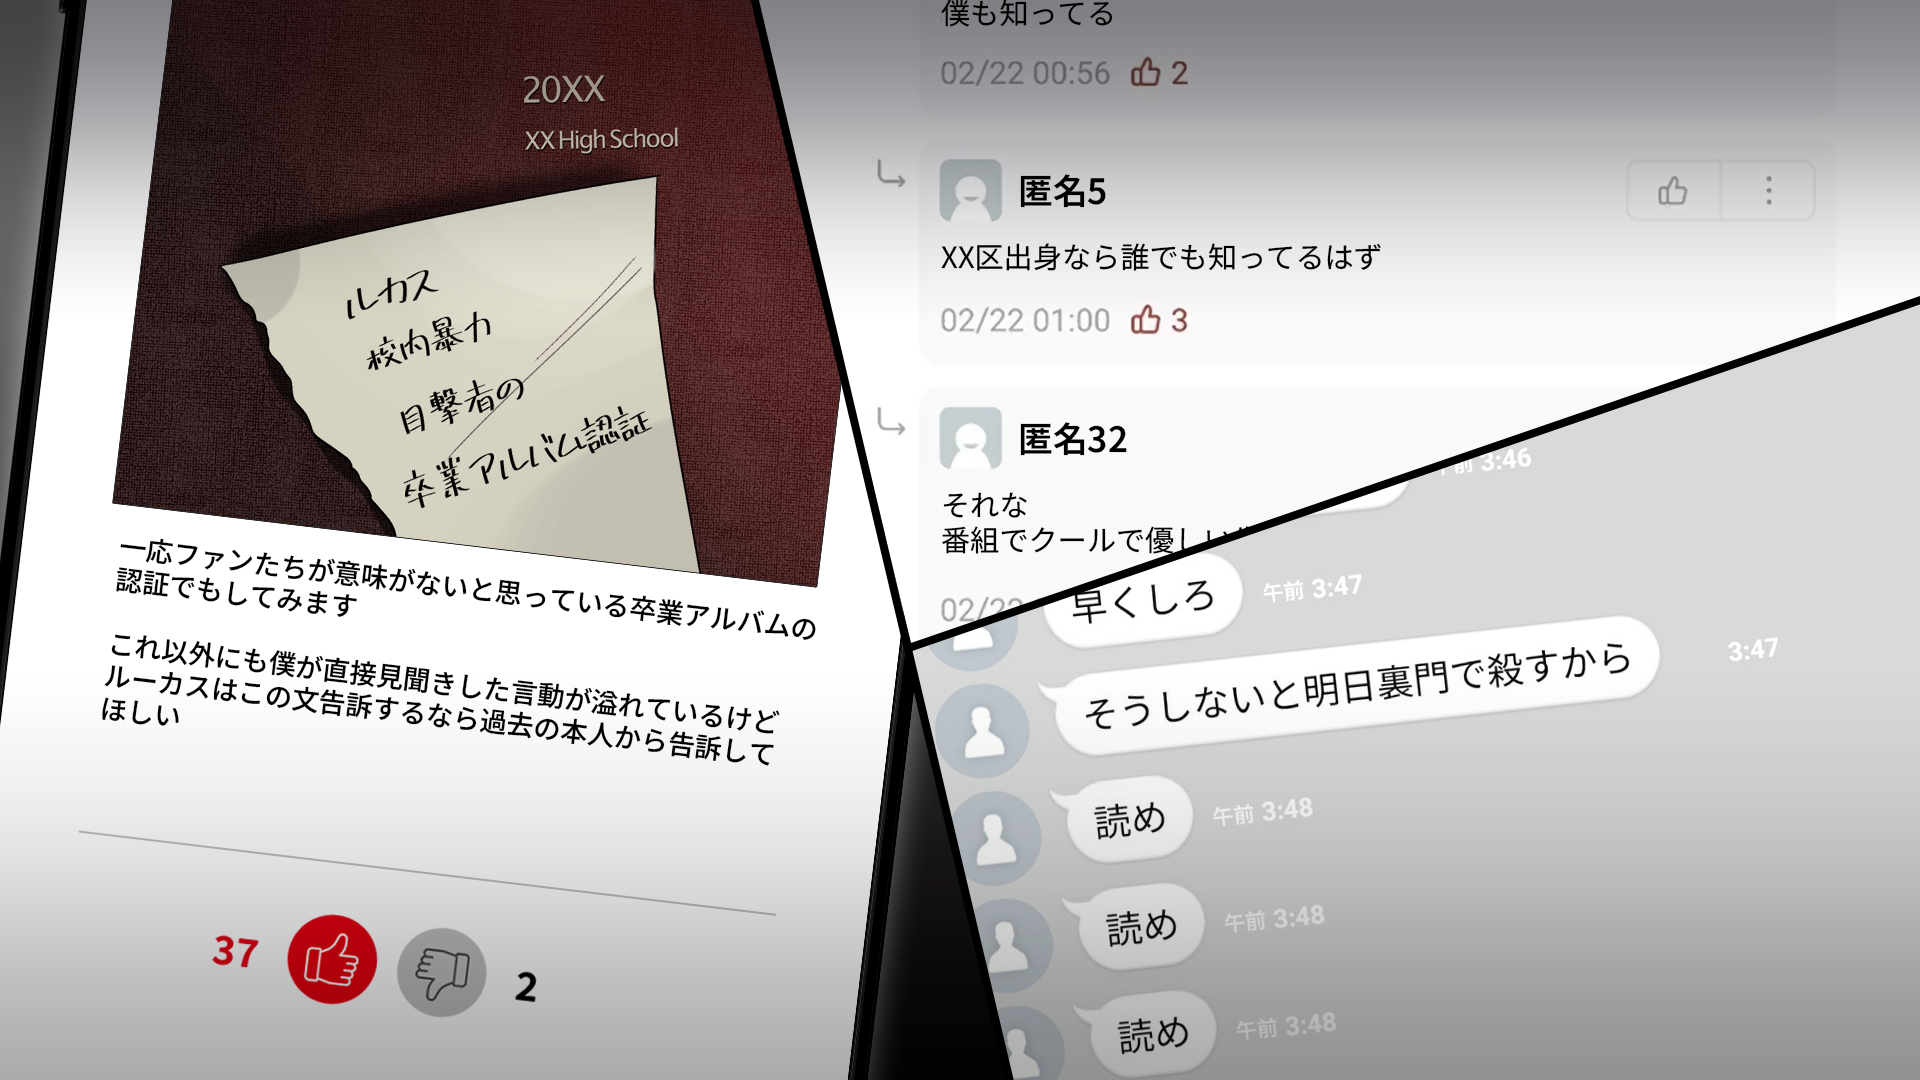 20XX
XX High School
ルカス
校内暴力
目撃者の
卒業アルバム認証
一応ファンたちが意味がないと思っている卒業アルバムの
認証でもしてみます
これ以外にも僕が直接見聞きした言動が溢れているけど
ルーカスはこの文告訴するなら過去の本人から告訴して
ほしい
37
2
僕も知ってる
02/22 00:56 2
匿名5
XX区出身なら誰でも知ってるはず
02/22 01:00 3
匿名32
それな
番組でクールで優しい
02/22
午前 3:46
早くしろ 午前 3:47
そうしないと明日裏門で殺すから 3:47
読め 午前 3:48
読め 午前 3:48
読め 午前 3:48